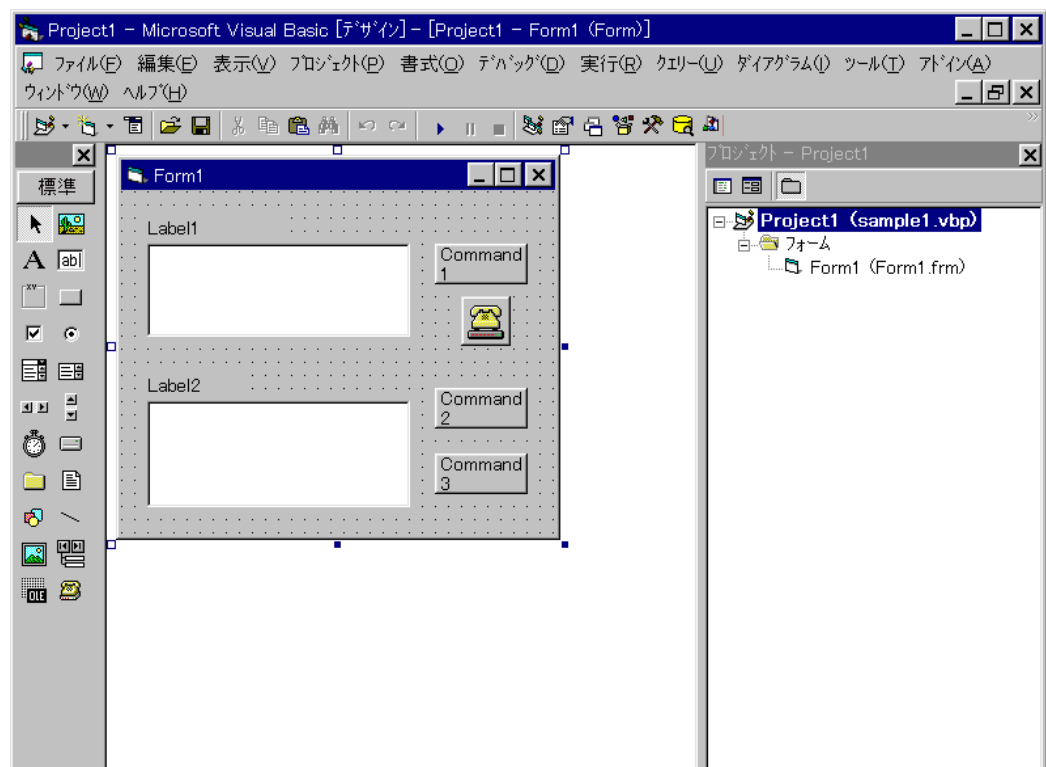 Project1 - Microsoft Visual Basic [ﾃﾞｻﾞｲﾝ] - [Project1 - Form1 (Form)]
ﾌｧｲﾙ(F) 編集(E) 表示(V) ﾌﾟﾛｼﾞｪｸﾄ(P) 書式(O) ﾃﾞﾊﾞｯｸﾞ(D) 実行(R) ｸｴﾘｰ(U) ﾀﾞｲｱｸﾞﾗﾑ(I) ﾂｰﾙ(T) ｱﾄﾞｲﾝ(A)
ｳｨﾝﾄﾞｳ(W) ﾍﾙﾌﾟ(H)
標準
A
ab
xv
OLE
Form1
Label1
Command
1
Label2
Command
2
Command
3
ﾌﾟﾛｼﾞｪｸﾄ - Project1
Project1 (sample1.vbp)
ﾌｫｰﾑ
Form1 (Form1.frm)